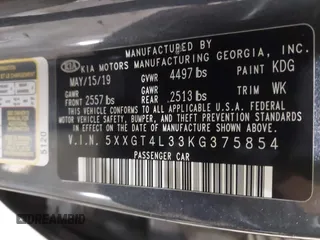 MANUFACTURED BY
KIA KIA MOTORS MANUFACTURING GEORGIA, INC.
MAY/15/19 GVWR 4497 lbs PAINT KDG
GAWR FRONT 2557 lbs GAWR REAR 2513 lbs TRIM WK
THIS VEHICLE CONFORMS TO ALL APPLICABLE FEDERAL MOTOR
VEHICLE SAFETY, BUMPER, AND THEFT PREVENTION STANDARDS
IN EFFECT ON THE DATE OF MANUFACTURE SHOWN ABOVE.
V.I.N. 5XXGT4L33KG375854
PASSENGER CAR
5120
DREAMBID